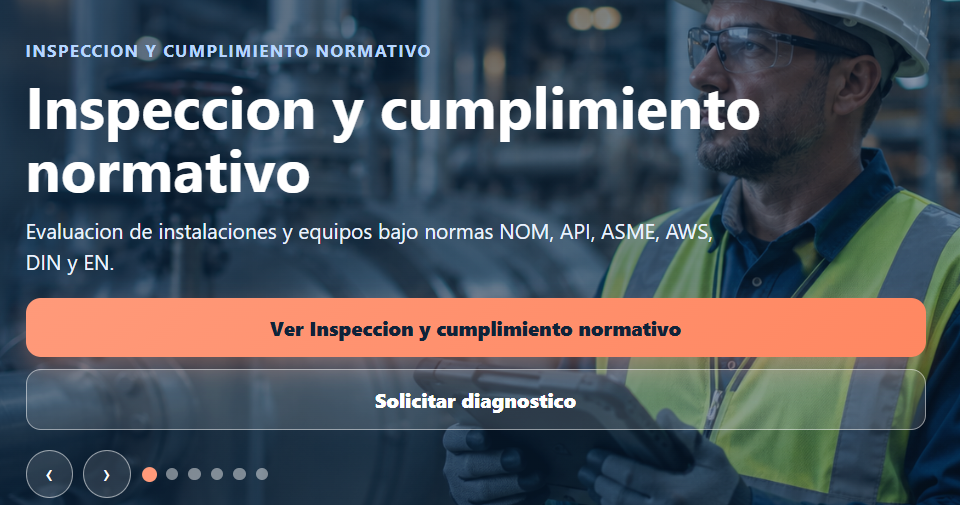 INSPECCION Y CUMPLIMIENTO NORMATIVO
Inspeccion y cumplimiento
normativo
Evaluacion de instalaciones y equipos bajo normas NOM, API, ASME, AWS,
DIN y EN.
Ver Inspeccion y cumplimiento normativo
Solicitar diagnostico
‹ ›